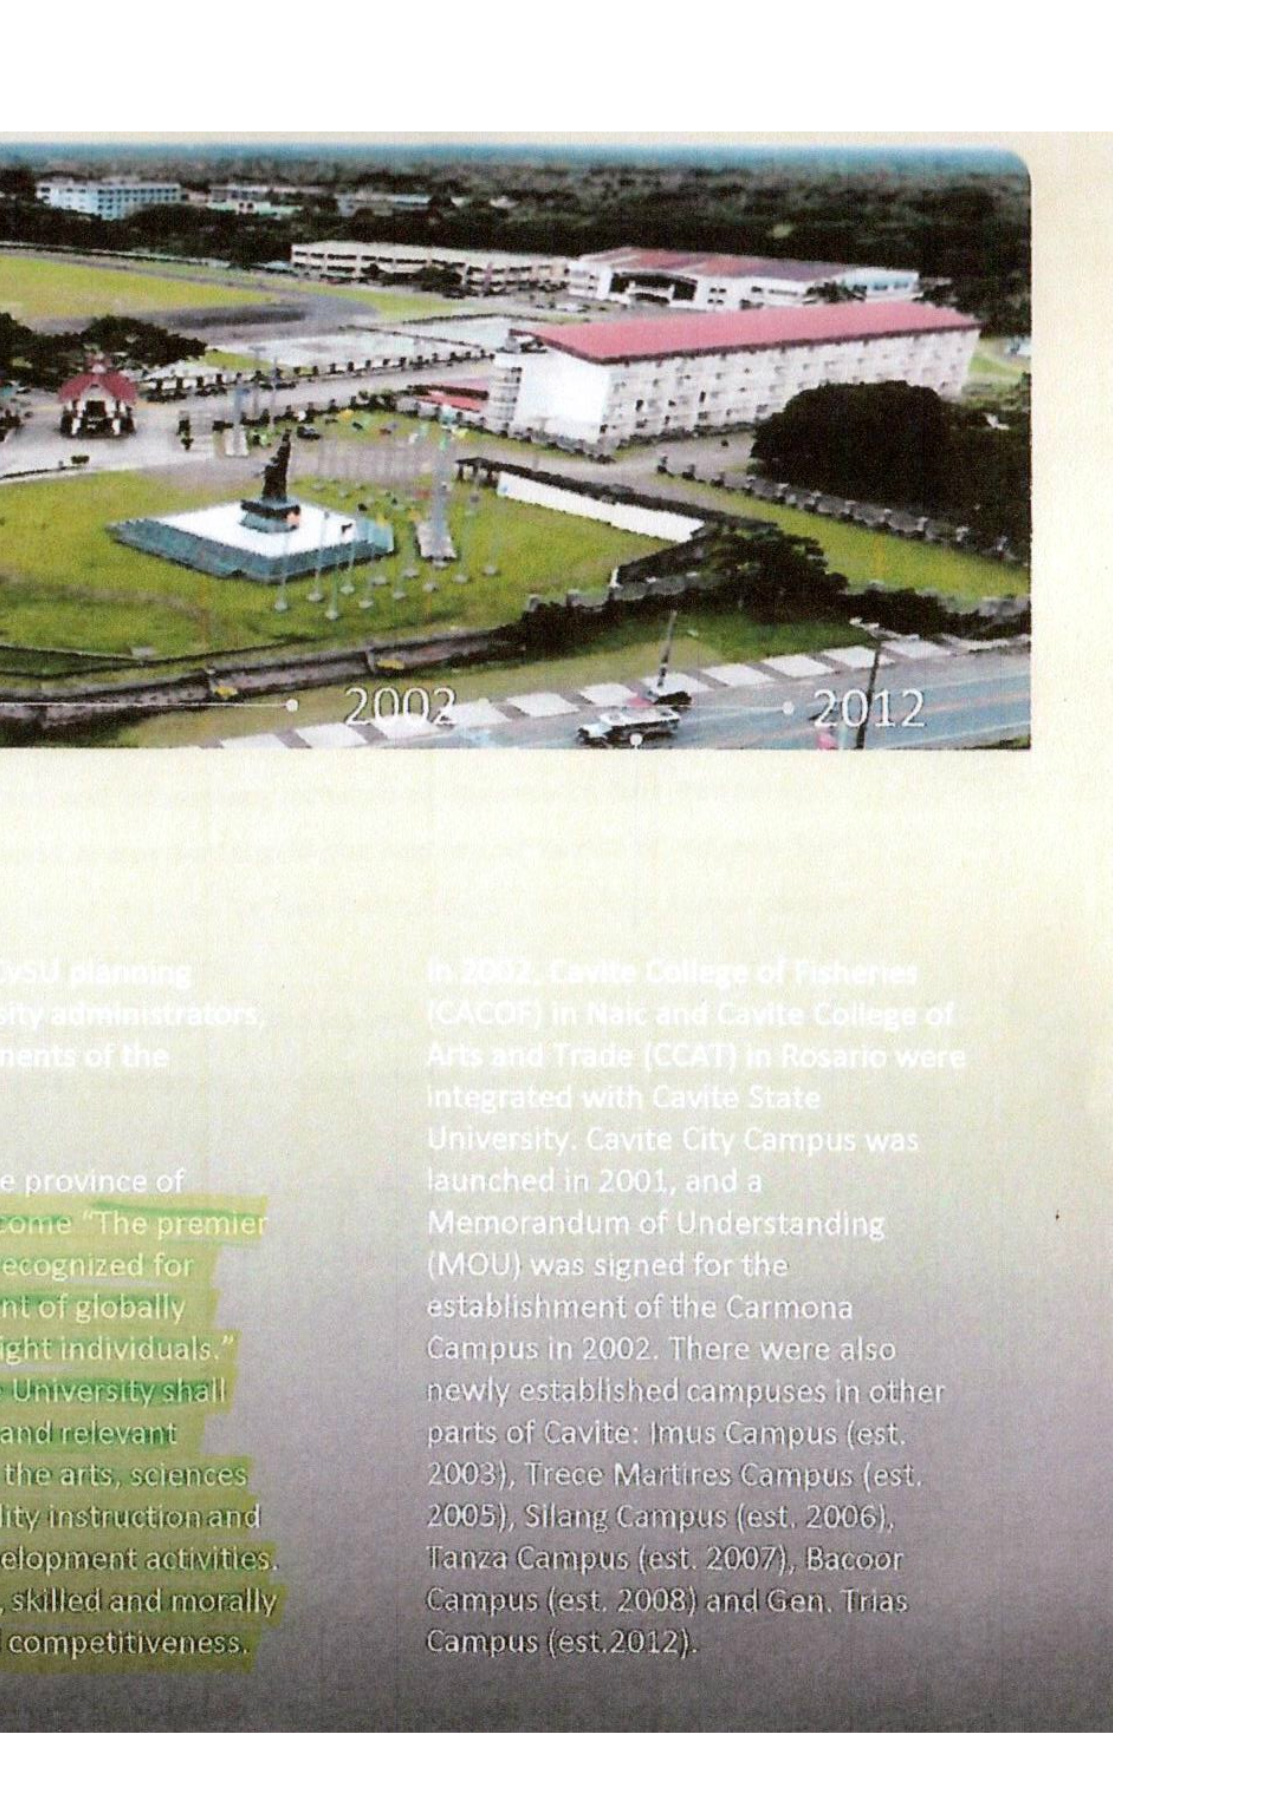 2002
2012
CvSU planning
sity administrators,
nents of the
e province of
come “The premier
ecognized for
nt of globally
ight individuals.”
University shall
and relevant
the arts, sciences
lity instruction and
elopment activities.
, skilled and morally
competitiveness.
In 2002, Cavite College of Fisheries
(CACOF) in Naic and Cavite College of
Arts and Trade (CCAT) in Rosario were
integrated with Cavite State
University. Cavite City Campus was
launched in 2001, and a
Memorandum of Understanding
(MOU) was signed for the
establishment of the Carmona
Campus in 2002. There were also
newly established campuses in other
parts of Cavite: Imus Campus (est.
2003), Trece Martires Campus (est.
2005), Silang Campus (est. 2006),
Tanza Campus (est. 2007), Bacoor
Campus (est. 2008) and Gen. Trias
Campus (est.2012).